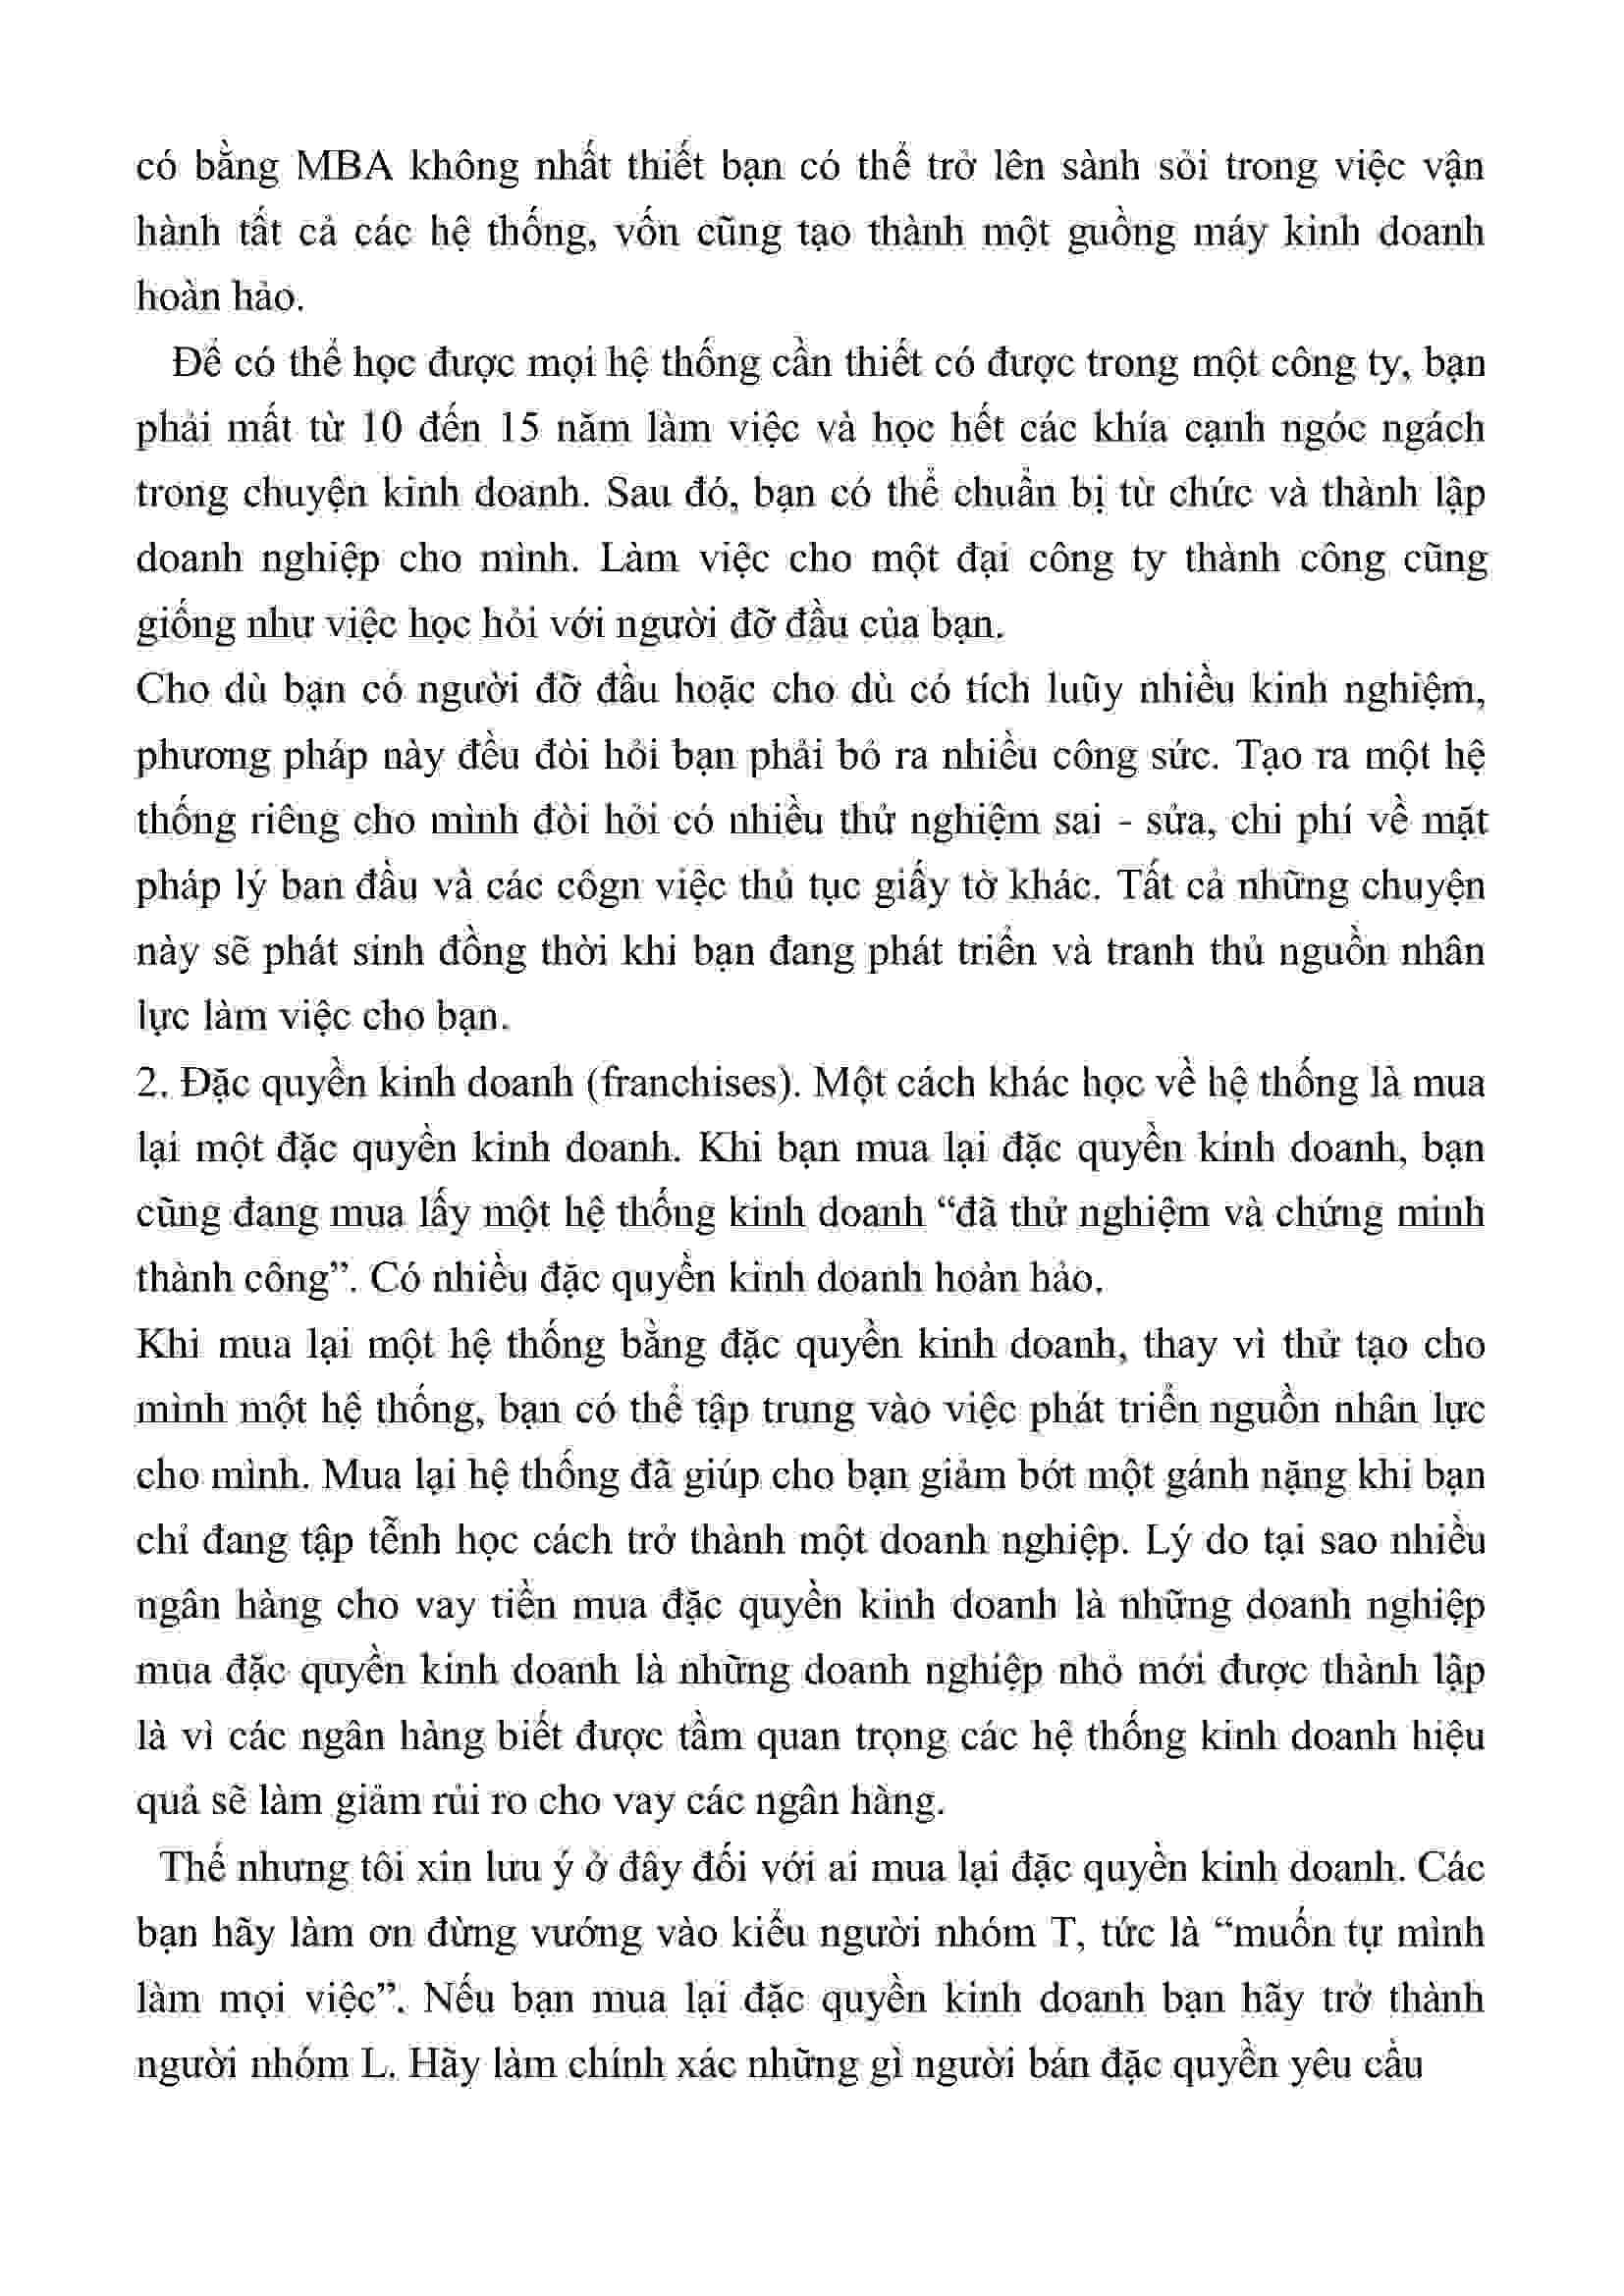 có bằng MBA không nhất thiết bạn có thể trở lên sành sỏi trong việc vận
hành tất cả các hệ thống, vốn cũng tạo thành một guồng máy kinh doanh
hoàn hảo.
Để có thể học được mọi hệ thống cần thiết có được trong một công ty, bạn
phải mất từ 10 đến 15 năm làm việc và học hết các khía cạnh ngóc ngách
trong chuyện kinh doanh. Sau đó, bạn có thể chuẩn bị từ chức và thành lập
doanh nghiệp cho mình. Làm việc cho một đại công ty thành công cũng
giống như việc học hỏi với người đỡ đầu của bạn.
Cho dù bạn có người đỡ đầu hoặc cho dù có tích luũy nhiều kinh nghiệm,
phương pháp này đều đòi hỏi bạn phải bỏ ra nhiều công sức. Tạo ra một hệ
thống riêng cho mình đòi hỏi có nhiều thử nghiệm sai - sửa, chi phí về mặt
pháp lý ban đầu và các côgn việc thủ tục giấy tờ khác. Tất cả những chuyện
này sẽ phát sinh đồng thời khi bạn đang phát triển và tranh thủ nguồn nhân
lực làm việc cho bạn.
2. Đặc quyền kinh doanh (franchises). Một cách khác học về hệ thống là mua
lại một đặc quyền kinh doanh. Khi bạn mua lại đặc quyền kinh doanh, bạn
cũng đang mua lấy một hệ thống kinh doanh “đã thử nghiệm và chứng minh
thành công”. Có nhiều đặc quyền kinh doanh hoàn hảo.
Khi mua lại một hệ thống bằng đặc quyền kinh doanh, thay vì thử tạo cho
mình một hệ thống, bạn có thể tập trung vào việc phát triển nguồn nhân lực
cho mình. Mua lại hệ thống đã giúp cho bạn giảm bớt một gánh nặng khi bạn
chỉ đang tập tễnh học cách trở thành một doanh nghiệp. Lý do tại sao nhiều
ngân hàng cho vay tiền mua đặc quyền kinh doanh là những doanh nghiệp
mua đặc quyền kinh doanh là những doanh nghiệp nhỏ mới được thành lập
là vì các ngân hàng biết được tầm quan trọng các hệ thống kinh doanh hiệu
quả sẽ làm giảm rủi ro cho vay các ngân hàng.
Thế nhưng tôi xin lưu ý ở đây đối với ai mua lại đặc quyền kinh doanh. Các
bạn hãy làm ơn đừng vướng vào kiểu người nhóm T, tức là “muốn tự mình
làm mọi việc”. Nếu bạn mua lại đặc quyền kinh doanh bạn hãy trở thành
người nhóm L. Hãy làm chính xác những gì người bán đặc quyền yêu cầu